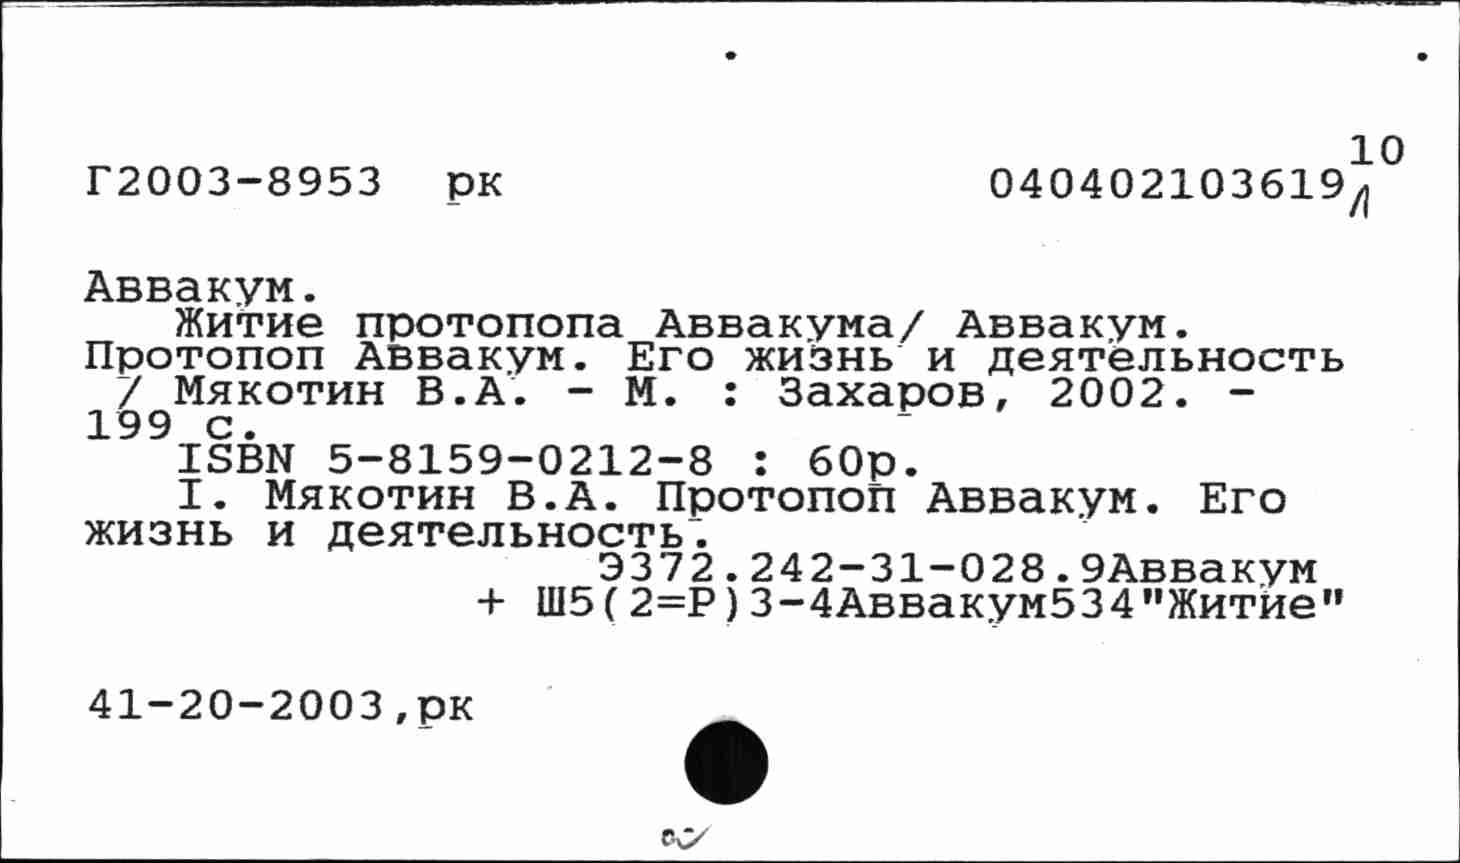 10
Г2003-8953 рк 040402103619л
Аввакум.
Житие протопопа Аввакума/ Аввакум.
Протопоп Аввакум. Его жизнь и деятельность
/ Мякотин В.А. - М. : Захаров, 2002. -
199 с.
ISBN 5-8159-0212-8 : 60р.
I. Мякотин В.А. Протопоп Аввакум. Его
жизнь и деятельность.
Э372.242-31-028.9Аввакум
+ Ш5(2=Р)3-4Аввакум534"Житие"
41-20-2003,рк